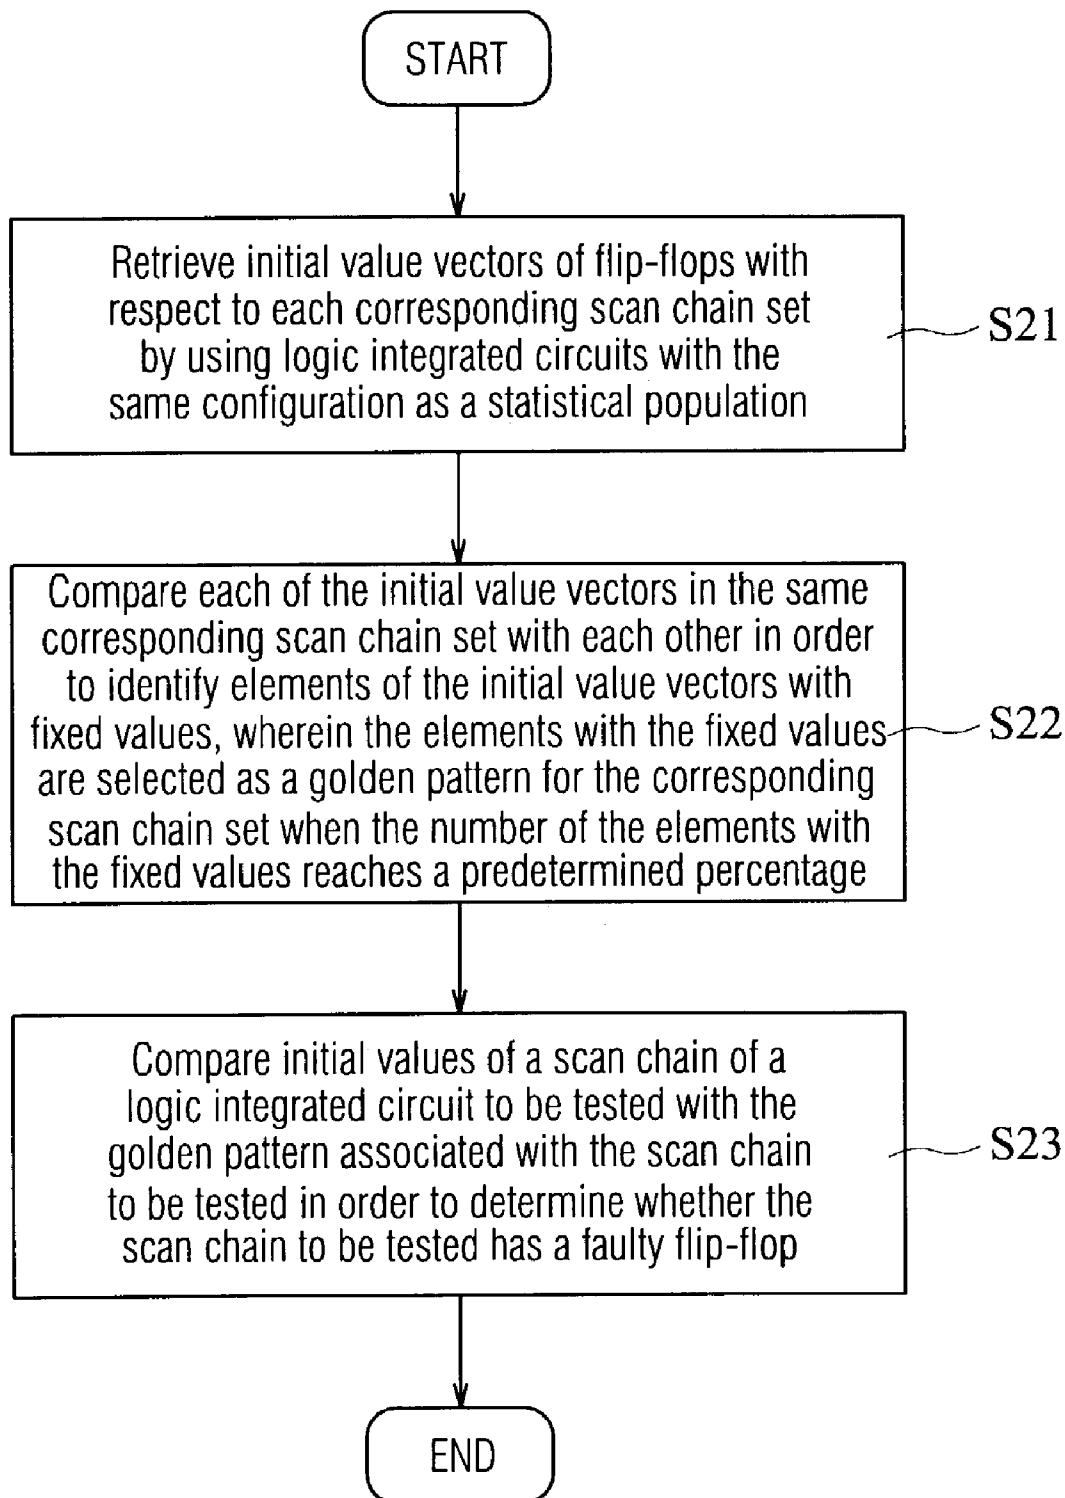 START
Retrieve initial value vectors of flip-flops with
respect to each corresponding scan chain set
by using logic integrated circuits with the
same configuration as a statistical population
S21
Compare each of the initial value vectors in the same
corresponding scan chain set with each other in order
to identify elements of the initial value vectors with
fixed values, wherein the elements with the fixed values
are selected as a golden pattern for the corresponding
scan chain set when the number of the elements with
the fixed values reaches a predetermined percentage
S22
Compare initial values of a scan chain of a
logic integrated circuit to be tested with the
golden pattern associated with the scan chain
to be tested in order to determine whether the
scan chain to be tested has a faulty flip-flop
S23
END